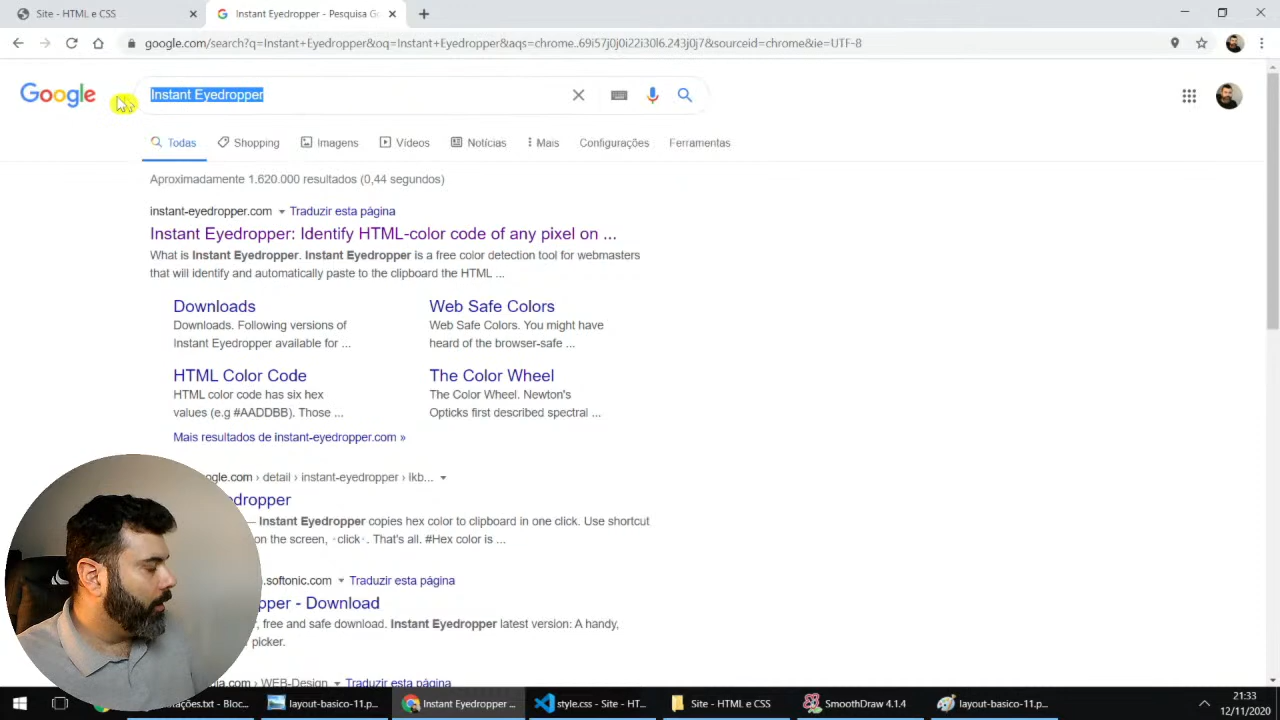 Site - HTML e CSS
Instant Eyedropper - Pesquisa G
google.com/search?q=Instant+Eyedropper&oq=Instant+Eyedropper&aqs=chrome..69i57j0j0i22i30l6.243j0j7&sourceid=chrome&ie=UTF-8
Google
Instant Eyedropper
Todas Shopping Imagens Vídeos Notícias Mais Configurações Ferramentas
Aproximadamente 1.620.000 resultados (0,44 segundos)
instant-eyedropper.com Traduzir esta página
Instant Eyedropper: Identify HTML-color code of any pixel on ...
What is Instant Eyedropper. Instant Eyedropper is a free color detection tool for webmasters
that will identify and automatically paste to the clipboard the HTML ...
Downloads
Downloads. Following versions of
Instant Eyedropper available for ...
Web Safe Colors
Web Safe Colors. You might have
heard of the browser-safe ...
HTML Color Code
HTML color code has six hex
values (e.g #AADDBB). Those ...
The Color Wheel
The Color Wheel. Newton's
Opticks first described spectral ...
Mais resultados de instant-eyedropper.com »
ogle.com › detail › instant-eyedropper › lkb...
edropper
— Instant Eyedropper copies hex color to clipboard in one click. Use shortcut
on the screen, ·click·. That's all. #Hex color is ...
.softonic.com Traduzir esta página
pper - Download
, free and safe download. Instant Eyedropper latest version: A handy,
picker.
.com › WEB-Design Traduzir esta página
ações.txt - Bloc...
layout-basico-11.p...
Instant Eyedropper ...
style.css - Site - HT...
Site - HTML e CSS
SmoothDraw 4.1.4
layout-basico-11.p...
21:33
12/11/2020